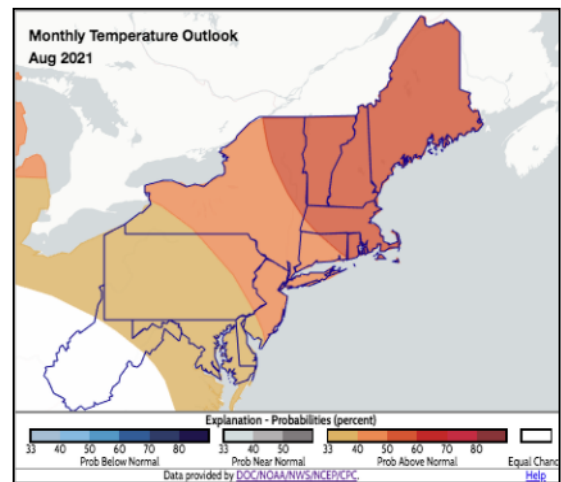 Monthly Temperature Outlook
Aug 2021
Explanation - Probabilities (percent)
33 40 50 60 70 80 33 40 50 33 40 50 60 70 80
Prob Below Normal Prob Near Normal Prob Above Normal Equal Chanc
Data provided by DOC/NOAA/NWS/NCEP/CPC. Help